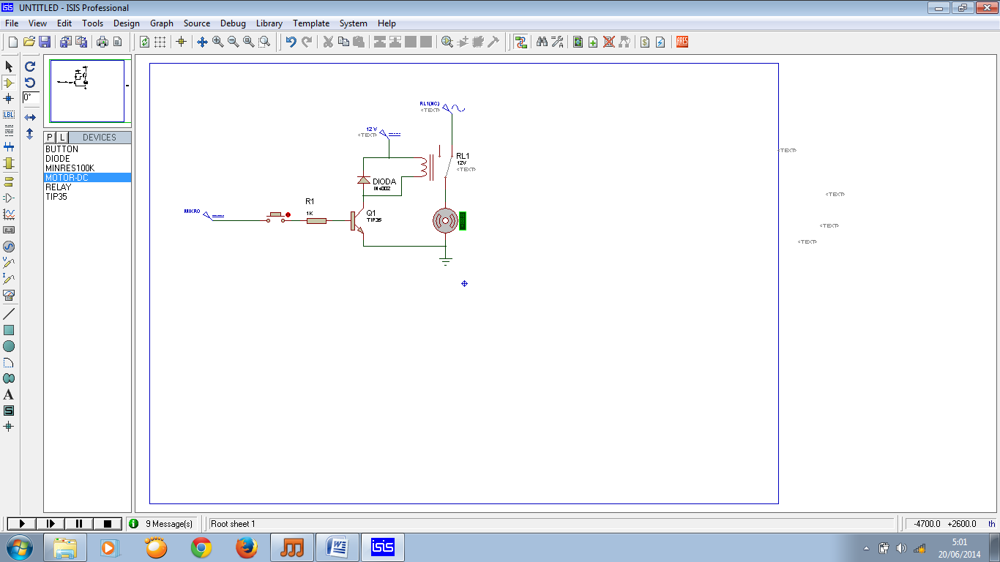 UNTITLED - ISIS Professional
File View Edit Tools Design Graph Source Debug Library Template System Help
ARES
LBL
0°
P L DEVICES
BUTTON
DIODE
MINRES100K
MOTOR-DC
RELAY
TIP35
RL1(NC)
<TEXT>
12 V
<TEXT>
RL1
12V
<TEXT>
DIODA
IN4002
R1
1K
MIKRO
Q1
TIP35
<TEXT>
<TEXT>
<TEXT>
<TEXT>
V
I
A
S
9 Message(s)
Root sheet 1
-4700.0 +2600.0 th
isis
5:01
20/06/2014